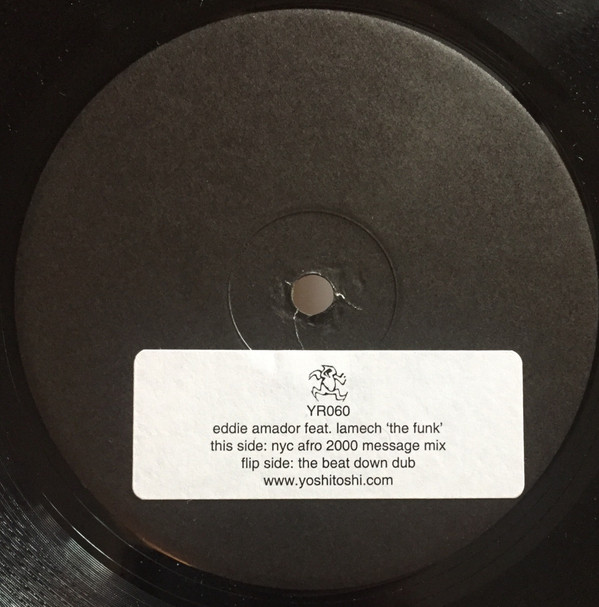 YR060
eddie amador feat. lamech ‘the funk’
this side: nyc afro 2000 message mix
flip side: the beat down dub
www.yoshitoshi.com